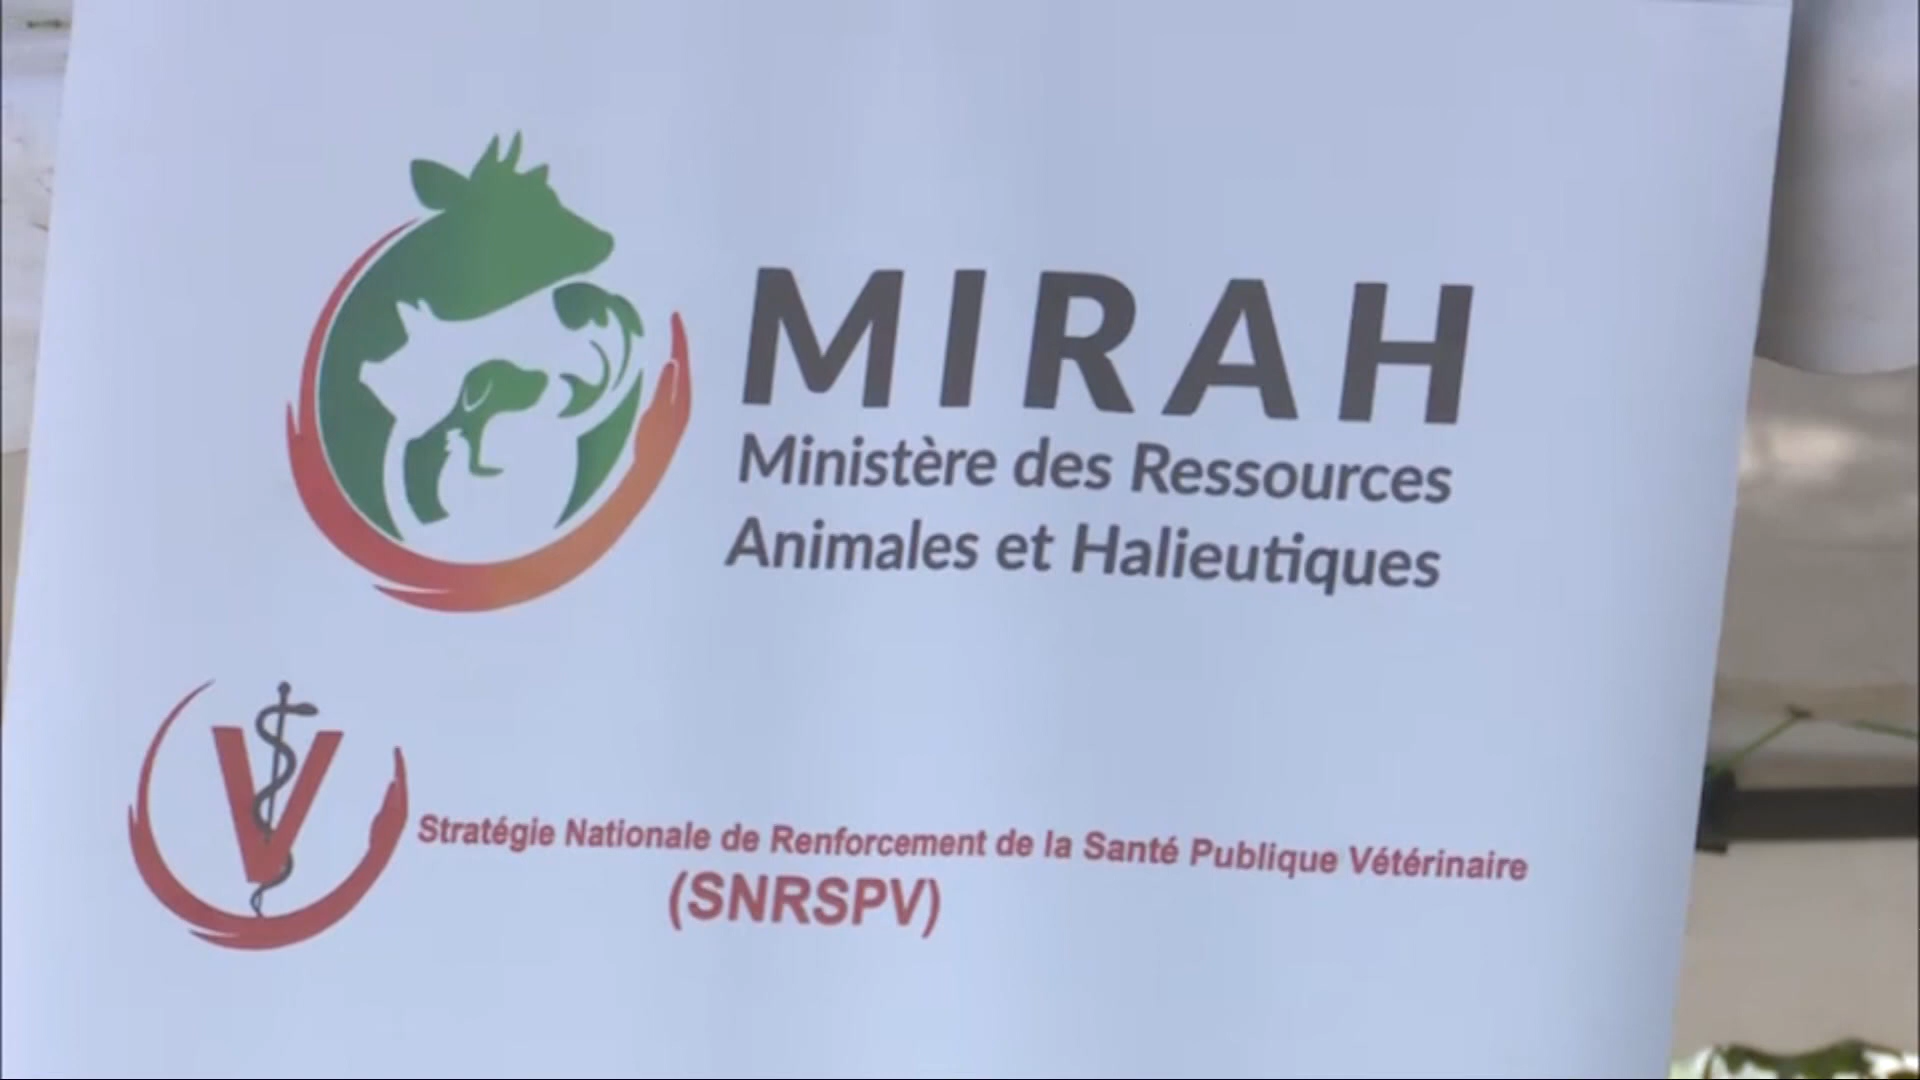 MIRAH
Ministère des Ressources
Animales et Halieutiques
V
Stratégie Nationale de Renforcement de la Santé Publique Vétérinaire
(SNRSPV)